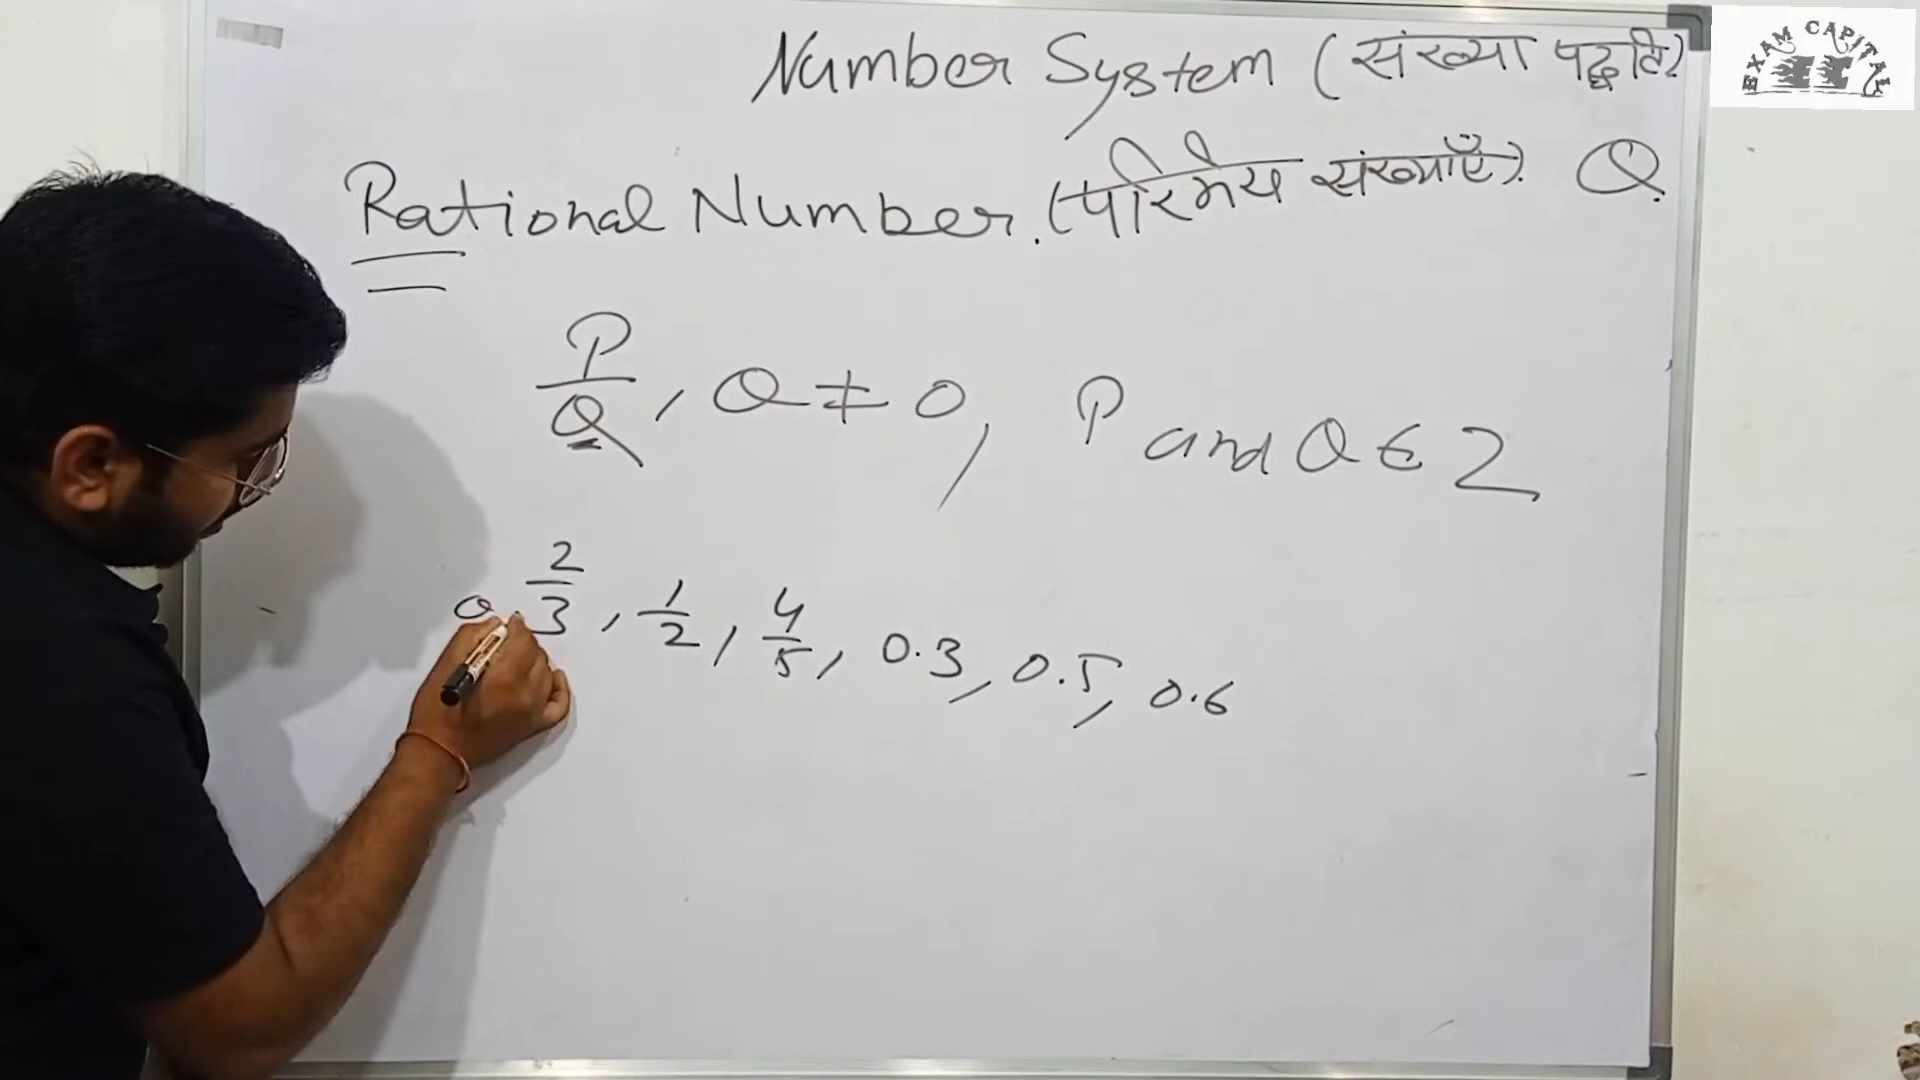 EXAM CAPITAL
Number System (संख्या पद्धति)
Rational Number. (परिमेय संख्याएँ). Q.
P/Q, Q ≠ 0, P and Q ∈ Z
0 2/3, 1/2, 4/5, 0.3, 0.5, 0.6